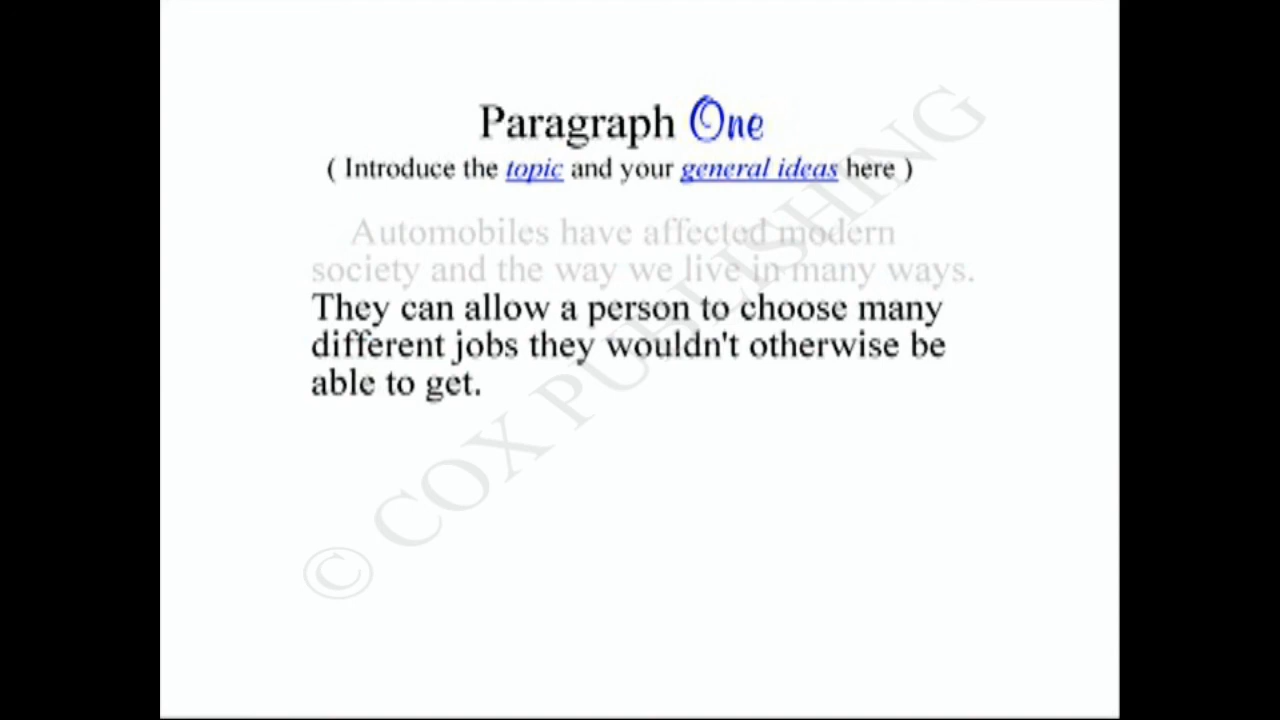 Paragraph One
( Introduce the topic and your general ideas here )
Automobiles have affected modern
society and the way we live in many ways.
They can allow a person to choose many
different jobs they wouldn't otherwise be
able to get.
© COX PUBLISHING